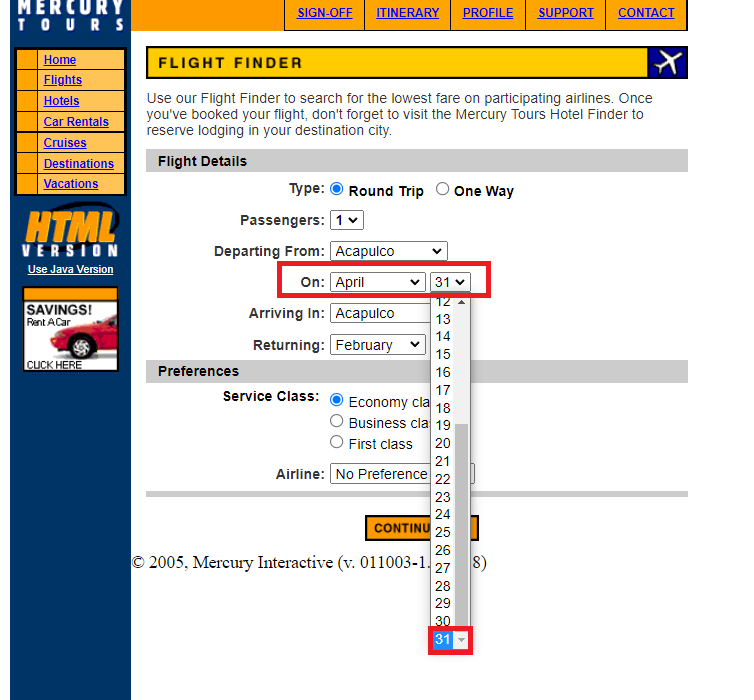 MERCURY
TOURS
SIGN-OFF ITINERARY PROFILE SUPPORT CONTACT
Home
Flights
Hotels
Car Rentals
Cruises
Destinations
Vacations
HTML
VERSION
Use Java Version
SAVINGS!
Rent A Car
CLICK HERE
FLIGHT FINDER
Use our Flight Finder to search for the lowest fare on participating airlines. Once
you've booked your flight, don't forget to visit the Mercury Tours Hotel Finder to
reserve lodging in your destination city.
Flight Details
Type: Round Trip One Way
Passengers: 1
Departing From: Acapulco
On: April 31
Arriving In: Acapulco
Returning: February
12
13
14
15
16
17
18
19
20
21
22
23
24
25
26
27
28
29
30
31
Preferences
Service Class: Economy cla
Business clas
First class
Airline: No Preference
CONTINU
© 2005, Mercury Interactive (v. 011003-1. 8)